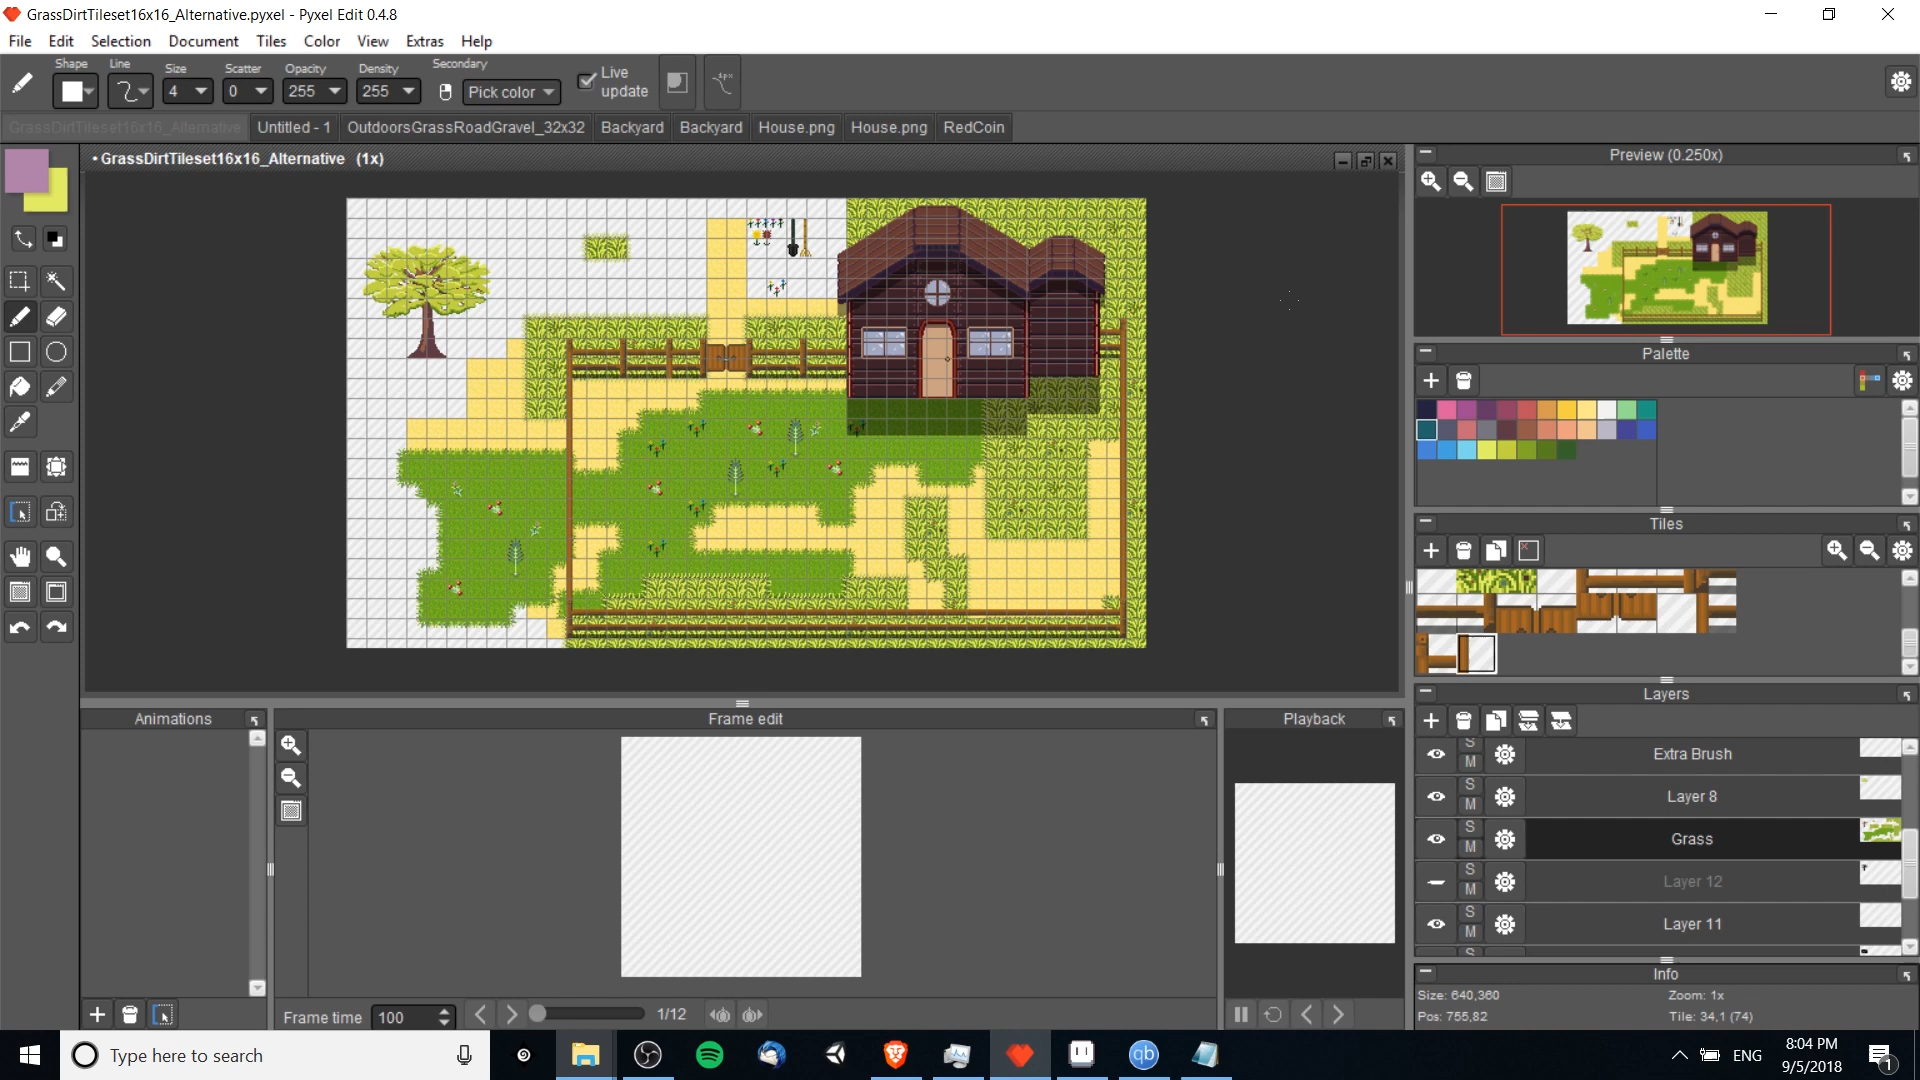 GrassDirtTileset16x16_Alternative.pyxel - Pyxel Edit 0.4.8
File Edit Selection Document Tiles Color View Extras Help
Shape Line Size Scatter Opacity Density Secondary
4 0 255 255 Pick color Live update 4px
GrassDirtTileset16x16_Alternative Untitled - 1 OutdoorsGrassRoadGravel_32x32 Backyard Backyard House.png House.png RedCoin
• GrassDirtTileset16x16_Alternative (1x)
Preview (0.250x)
Palette
Tiles
Layers
S
M
Extra Brush
S
M
Layer 8
S
M
Grass
S
M
Layer 12
S
M
Layer 11
S
Info
Size: 640,360 Zoom: 1x
Pos: 755,82 Tile: 34,1 (74)
Animations
Frame edit
Playback
Frame time 100 1/12
Type here to search
qb
ENG
8:04 PM
9/5/2018
1